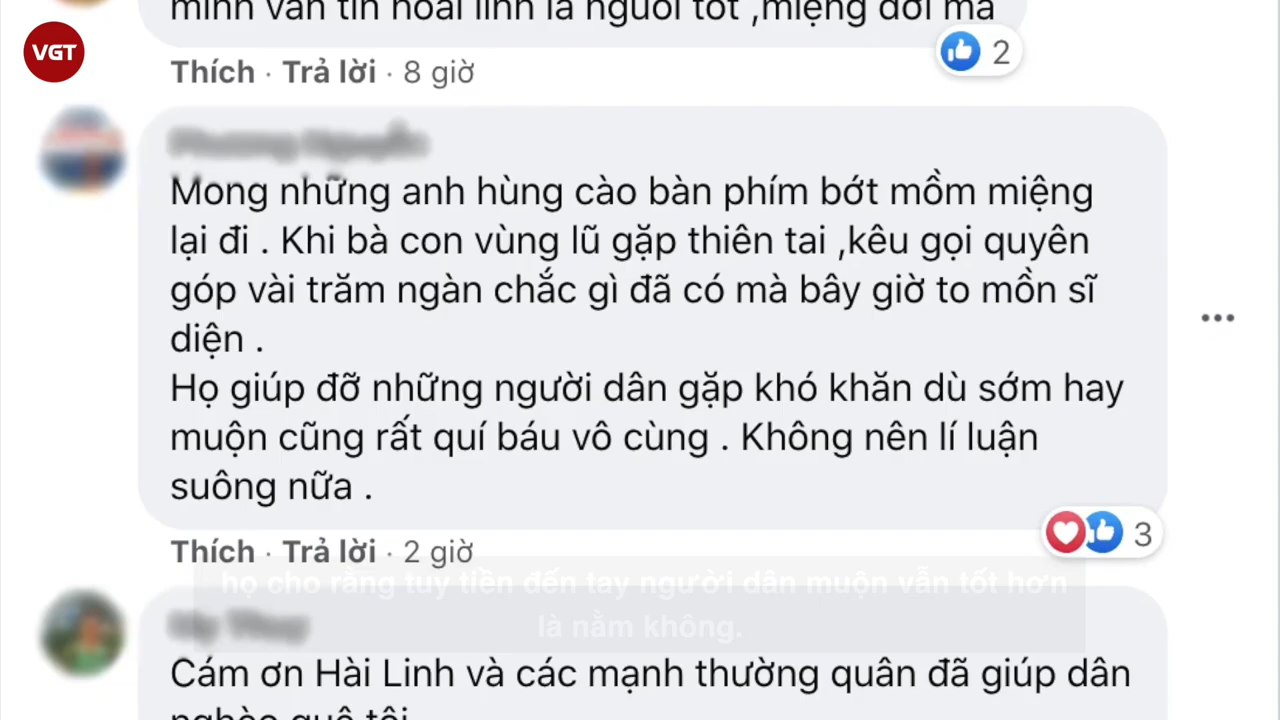 mình vẫn tin hoài linh là người tốt ,miệng đời mà
VGT
2
Thích · Trả lời · 8 giờ
Mong những anh hùng cào bàn phím bớt mồm miệng
lại đi . Khi bà con vùng lũ gặp thiên tai ,kêu gọi quyên
góp vài trăm ngàn chắc gì đã có mà bây giờ to mồn sĩ
diện .
Họ giúp đỡ những người dân gặp khó khăn dù sớm hay
muộn cũng rất quí báu vô cùng . Không nên lí luận
suông nữa .
3
Thích · Trả lời · 2 giờ
họ cho rằng tuy tiền đến tay người dân muộn vẫn tốt hơn
là nằm không.
Cám ơn Hài Linh và các mạnh thường quân đã giúp dân
nghèo quê tôi